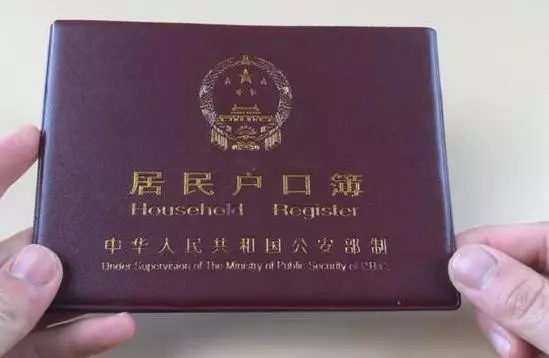 居民户口簿
Household Register
中华人民共和国公安部制
Under Supervision of The Ministry of Public Security of P.R.C.